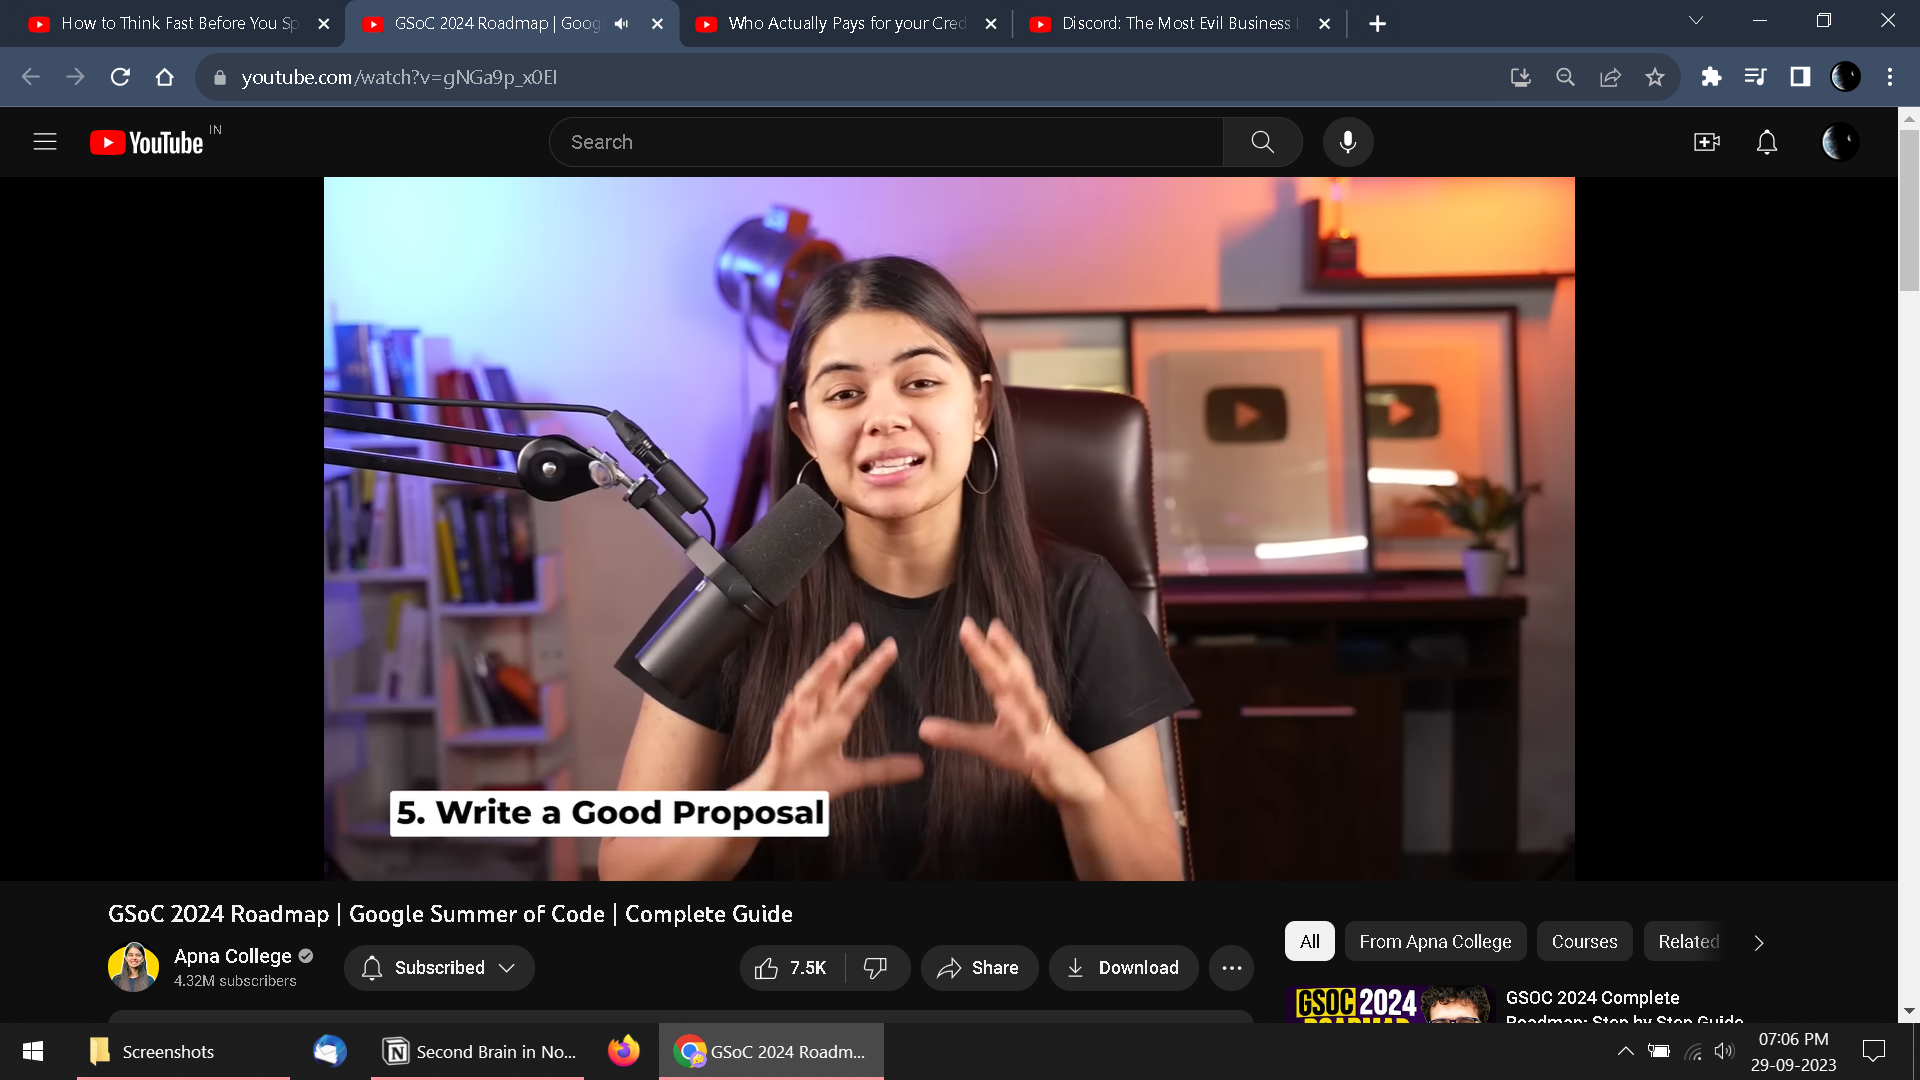 How to Think Fast Before You Sp
GSoC 2024 Roadmap | Goog
Who Actually Pays for your Cred
Discord: The Most Evil Business
youtube.com/watch?v=gNGa9p_x0EI
YouTube IN
Search
5. Write a Good Proposal
GSoC 2024 Roadmap | Google Summer of Code | Complete Guide
Apna College
4.32M subscribers
Subscribed
7.5K
Share
Download
All
From Apna College
Courses
Related
GSOC 2024
ROADMAP
GSOC 2024 Complete
Roadmap: Step by Step Guide
Screenshots
Second Brain in No...
GSoC 2024 Roadm...
07:06 PM
29-09-2023